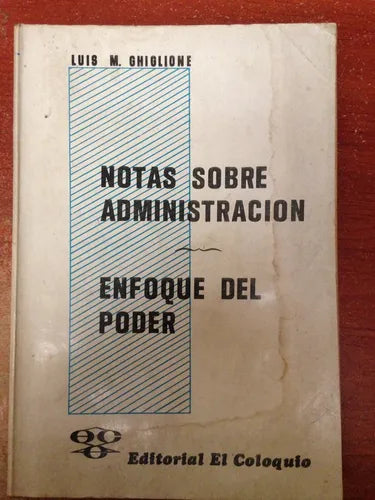 LUIS M. GHIGLIONE
NOTAS SOBRE
ADMINISTRACION
ENFOQUE DEL
PODER
Editorial El Coloquio